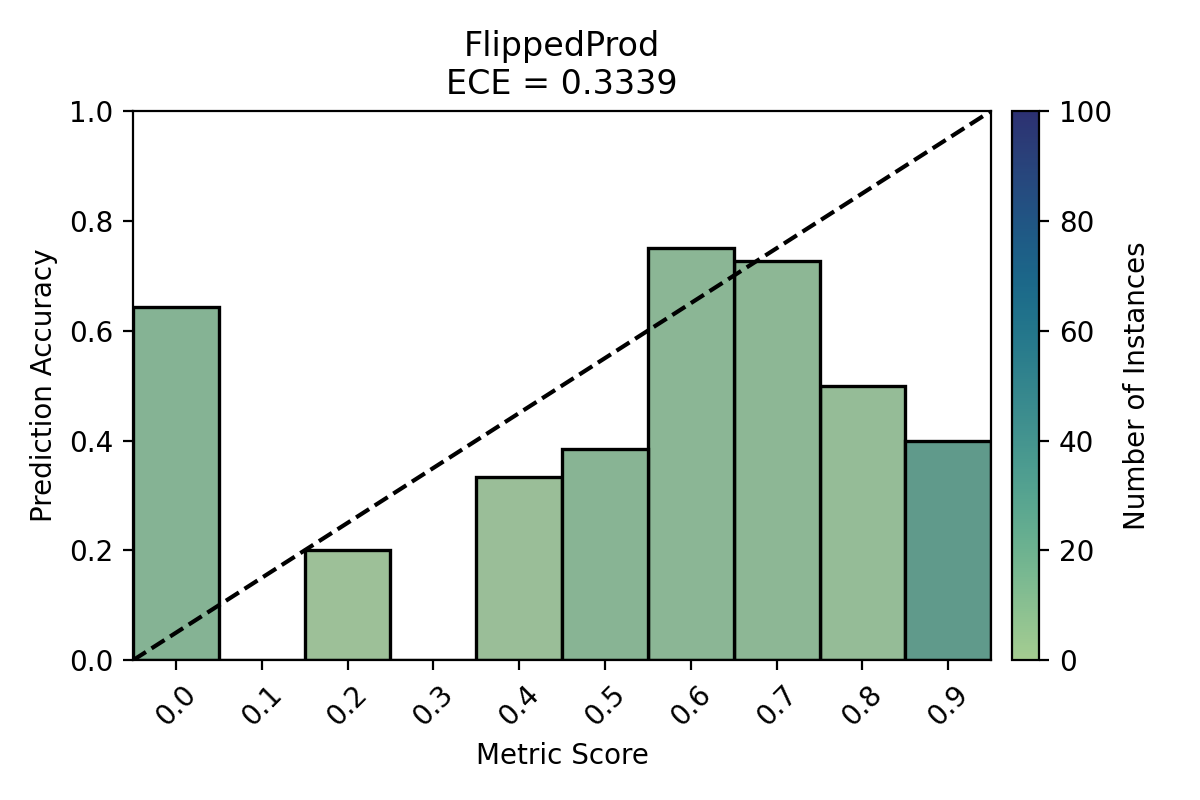 FlippedProd
ECE = 0.3339
1.0
0.8
0.6
0.4
0.2
0.0
Prediction Accuracy
0.0 0.1 0.2 0.3 0.4 0.5 0.6 0.7 0.8 0.9
Metric Score
100
80
60
40
20
0
Number of Instances